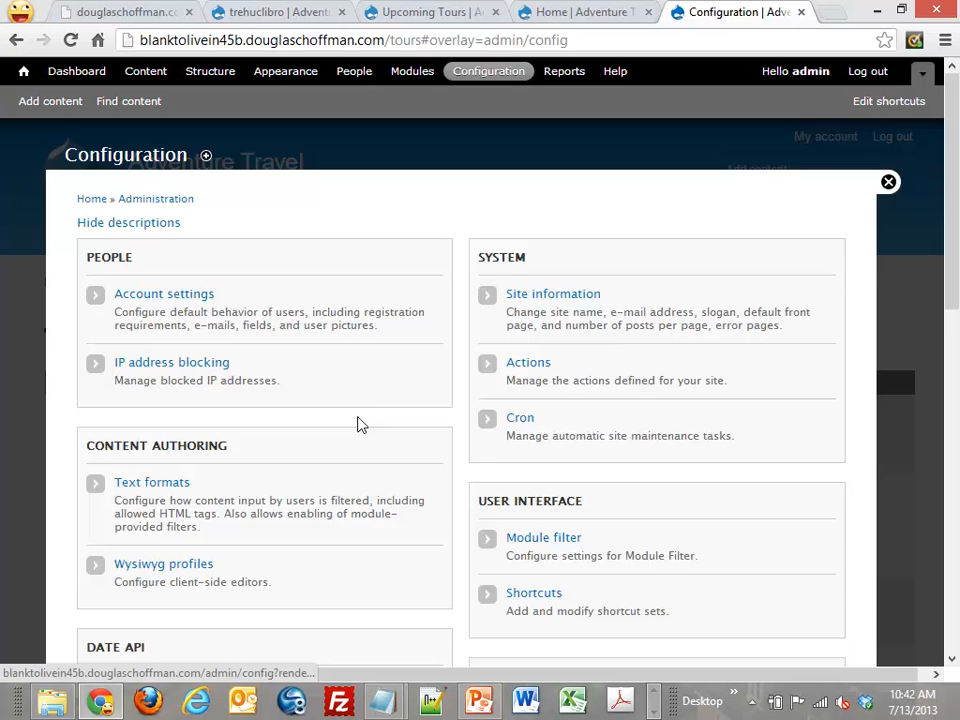 douglaschoffman.c
trehuclibro | Advent
Upcoming Tours | A
Home | Adventure T
Configuration | Adve
blanktolivein45b.douglaschoffman.com/tours#overlay=admin/config
Dashboard Content Structure Appearance People Modules Configuration Reports Help Hello admin Log out
Add content Find content Edit shortcuts
My account Log out
Configuration
Adventure Travel
Add content
Home » Administration
Hide descriptions
PEOPLE
Account settings
Configure default behavior of users, including registration
requirements, e-mails, fields, and user pictures.
IP address blocking
Manage blocked IP addresses.
CONTENT AUTHORING
Text formats
Configure how content input by users is filtered, including
allowed HTML tags. Also allows enabling of module-
provided filters.
Wysiwyg profiles
Configure client-side editors.
DATE API
SYSTEM
Site information
Change site name, e-mail address, slogan, default front
page, and number of posts per page, error pages.
Actions
Manage the actions defined for your site.
Cron
Manage automatic site maintenance tasks.
USER INTERFACE
Module filter
Configure settings for Module Filter.
Shortcuts
Add and modify shortcut sets.
blanktolivein45b.douglaschoffman.com/admin/config?rende...
Desktop
10:42 AM
7/13/2013